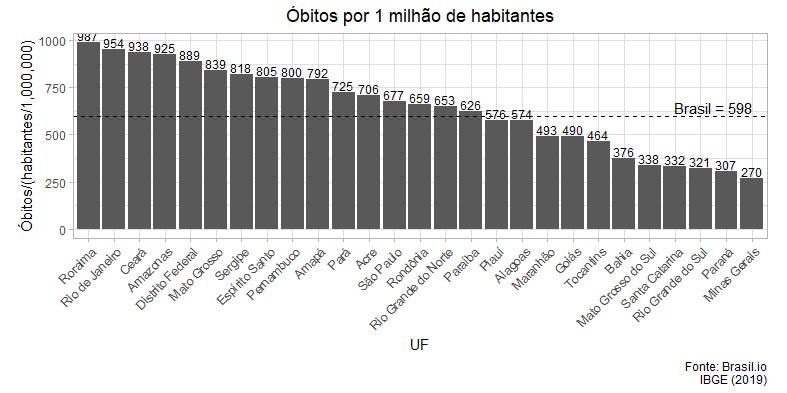 Óbitos por 1 milhão de habitantes
Óbitos/(habitantes/1,000,000)
1000
750
500
250
0
987
954
938
925
889
839
818
805
800
792
725
706
677
659
653
626
576
574
493
490
464
376
338
332
321
307
270
Brasil = 598
Roraima
Rio de Janeiro
Ceará
Amazonas
Distrito Federal
Mato Grosso
Sergipe
Espírito Santo
Pernambuco
Amapá
Pará
Acre
São Paulo
Rondônia
Rio Grande do Norte
Paraíba
Piauí
Alagoas
Maranhão
Goiás
Tocantins
Bahia
Mato Grosso do Sul
Santa Catarina
Rio Grande do Sul
Paraná
Minas Gerais
UF
Fonte: Brasil.io
IBGE (2019)